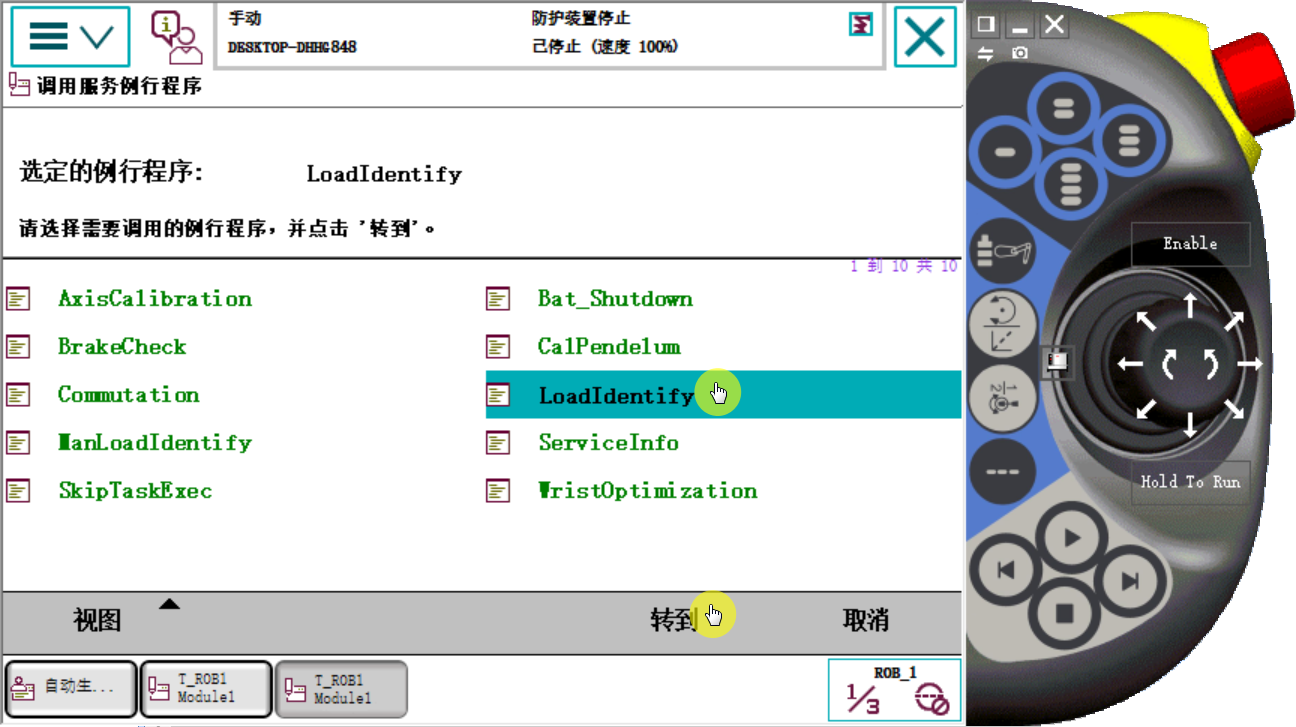 手动
防护装置停止
DESKTOP-DHHG848
已停止 (速度 100%)
调用服务例行程序
选定的例行程序: LoadIdentify
请选择需要调用的例行程序，并点击 '转到'。
1 到 10 共 10
AxisCalibration
Bat_Shutdown
BrakeCheck
CalPendelum
Commutation
LoadIdentify
ManLoadIdentify
ServiceInfo
SkipTaskExec
WristOptimization
视图
转到
取消
自动生...
T_ROB1
Module1
T_ROB1
Module1
ROB_1
1/3
Enable
Hold To Run